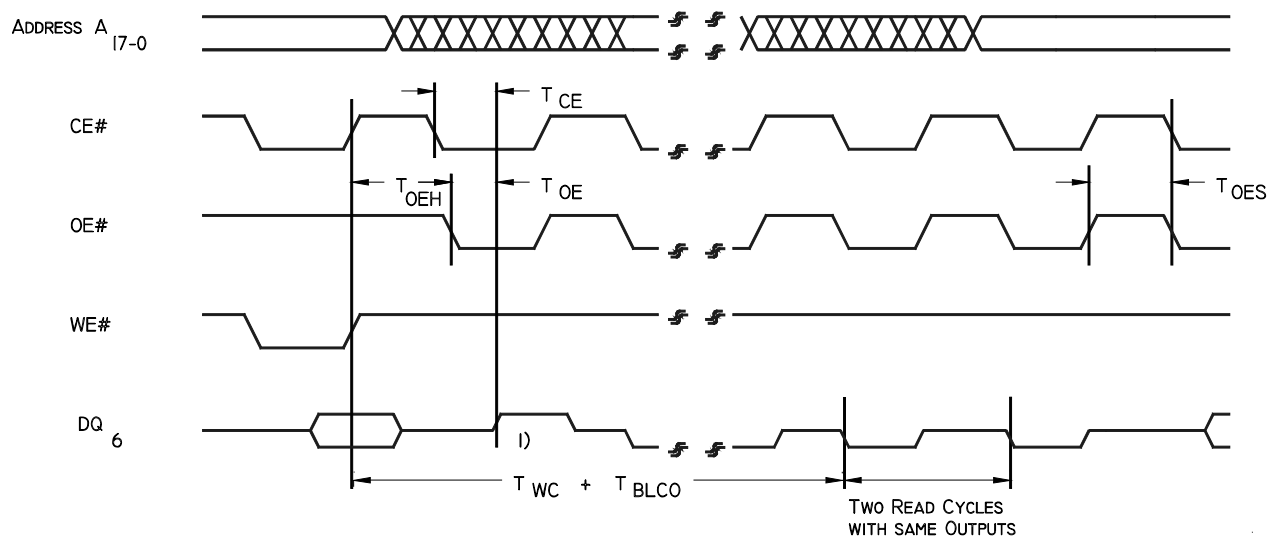 ADDRESS A 17-0
T CE
CE#
T OEH
T OE
T OES
OE#
WE#
DQ 6
1)
T WC + T BLCO
TWO READ CYCLES
WITH SAME OUTPUTS